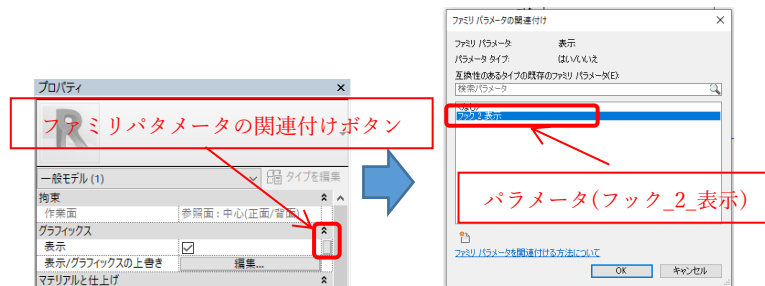 プロパティ
ファミリパタメータの関連付けボタン
一般モデル (1)
タイプを編集
拘束
作業面
参照面 : 中心(正面/背面)
グラフィックス
表示
表示/グラフィックスの上書き
編集...
マテリアルと仕上げ
ファミリ パラメータの関連付け
ファミリ パラメータ:
表示
パラメータ タイプ:
はい/いいえ
互換性のあるタイプの既存のファミリ パラメータ(E):
検索パラメータ
フック_2_表示
パラメータ(フック_2_表示)
ファミリ パラメータを関連付ける方法について
OK
キャンセル